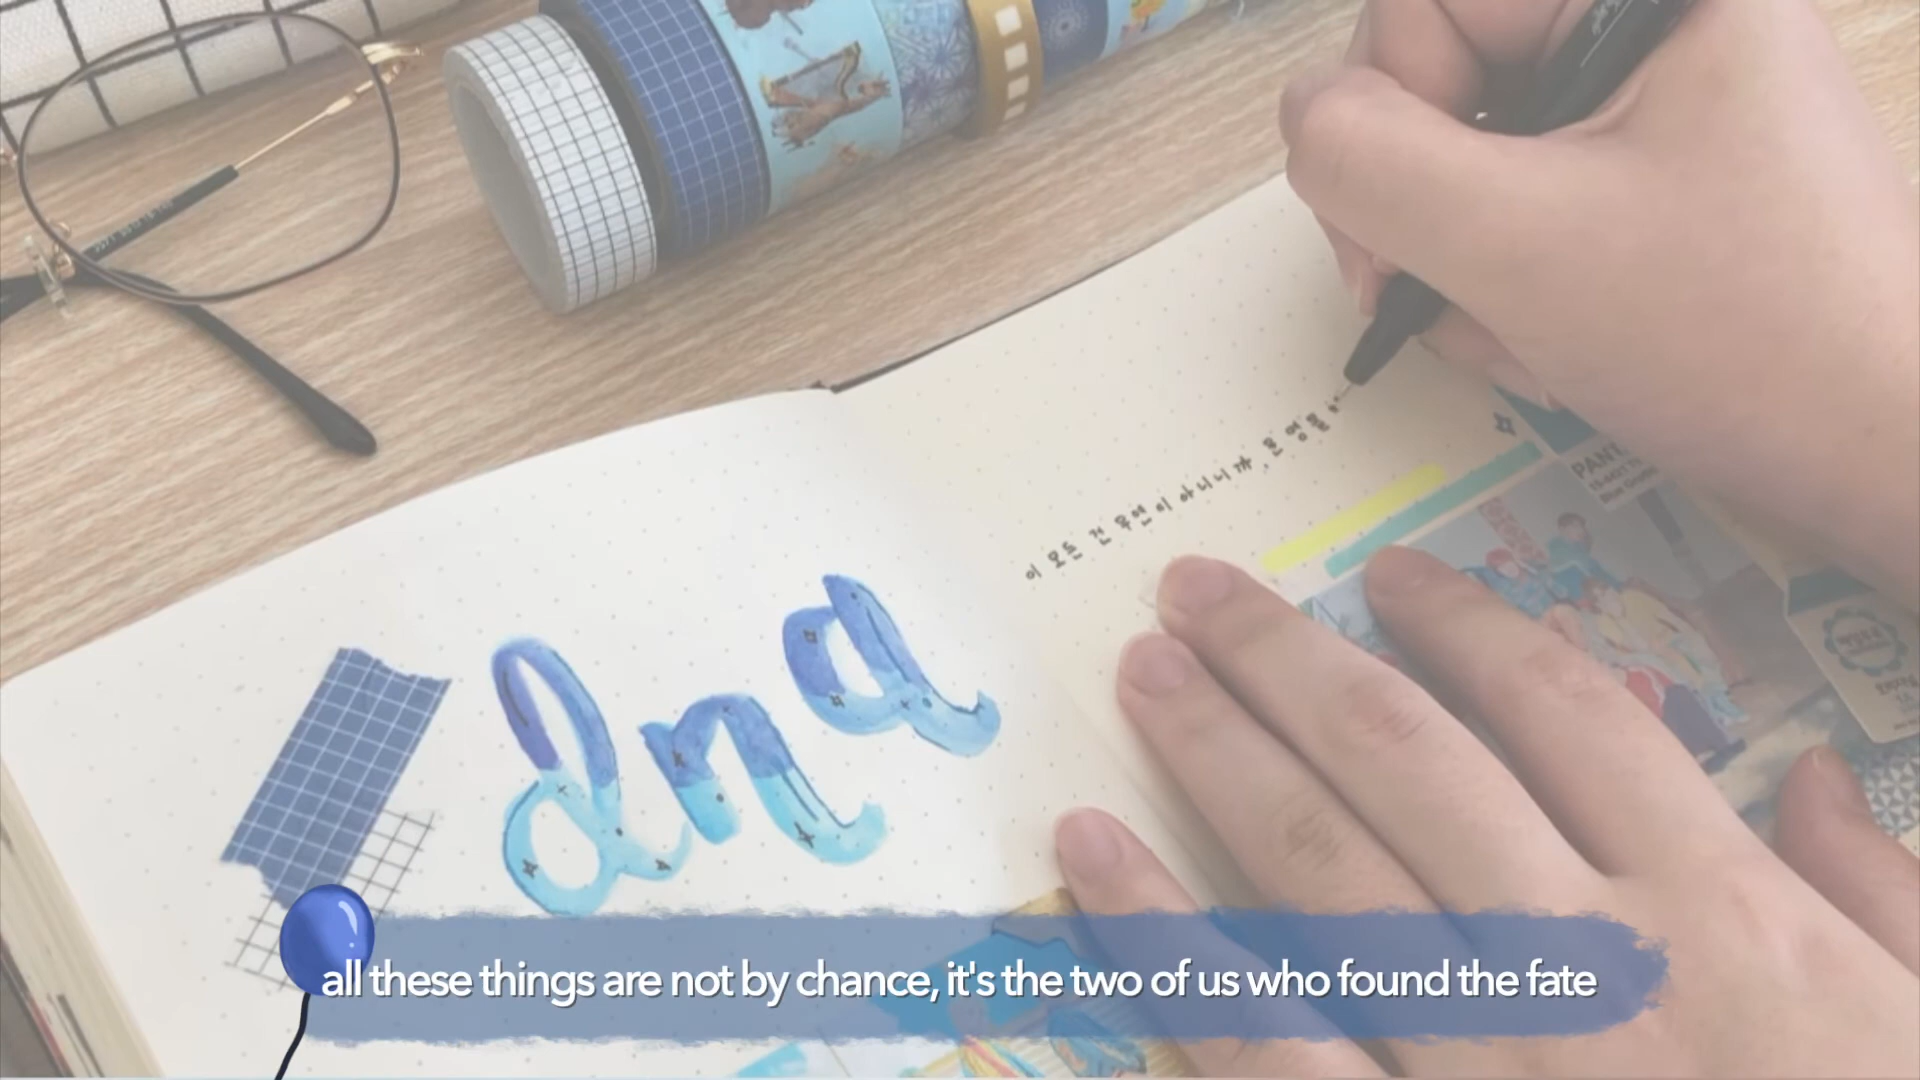 dna
이 모든 건 우연이 아니니까, 운명을
all these things are not by chance, it's the two of us who found the fate